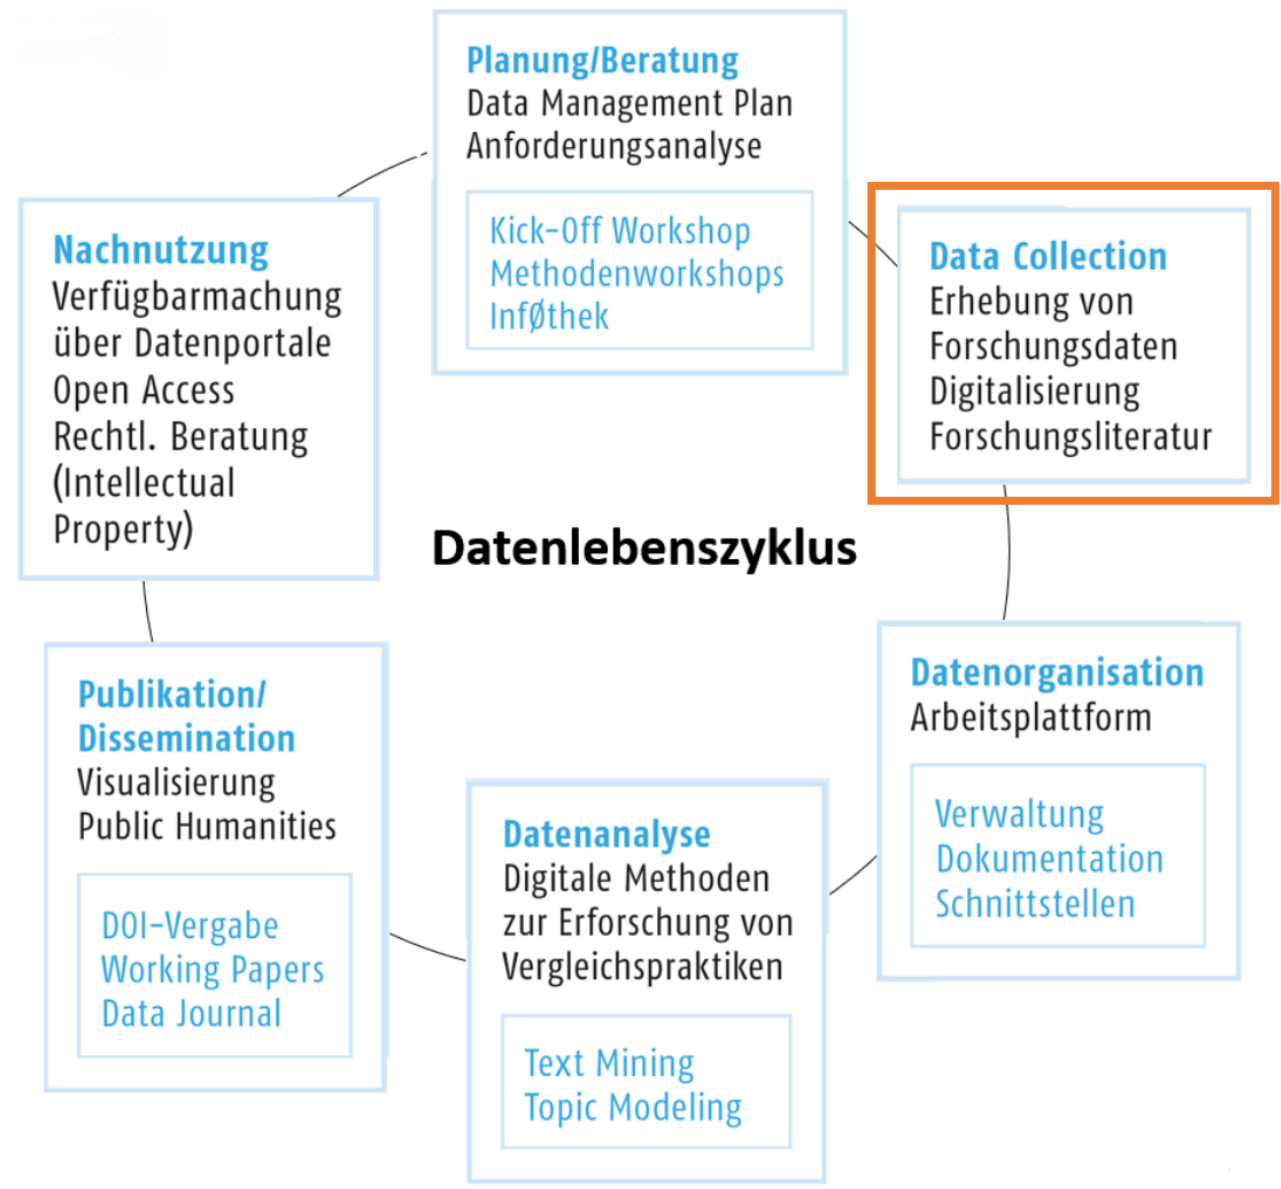 Planung/Beratung
Data Management Plan
Anforderungsanalyse
Kick-Off Workshop
Methodenworkshops
InfØthek
Data Collection
Erhebung von
Forschungsdaten
Digitalisierung
Forschungsliteratur
Datenorganisation
Arbeitsplattform
Verwaltung
Dokumentation
Schnittstellen
Datenanalyse
Digitale Methoden
zur Erforschung von
Vergleichspraktiken
Text Mining
Topic Modeling
Publikation/
Dissemination
Visualisierung
Public Humanities
DOI-Vergabe
Working Papers
Data Journal
Nachnutzung
Verfügbarmachung
über Datenportale
Open Access
Rechtl. Beratung
(Intellectual
Property)
Datenlebenszyklus